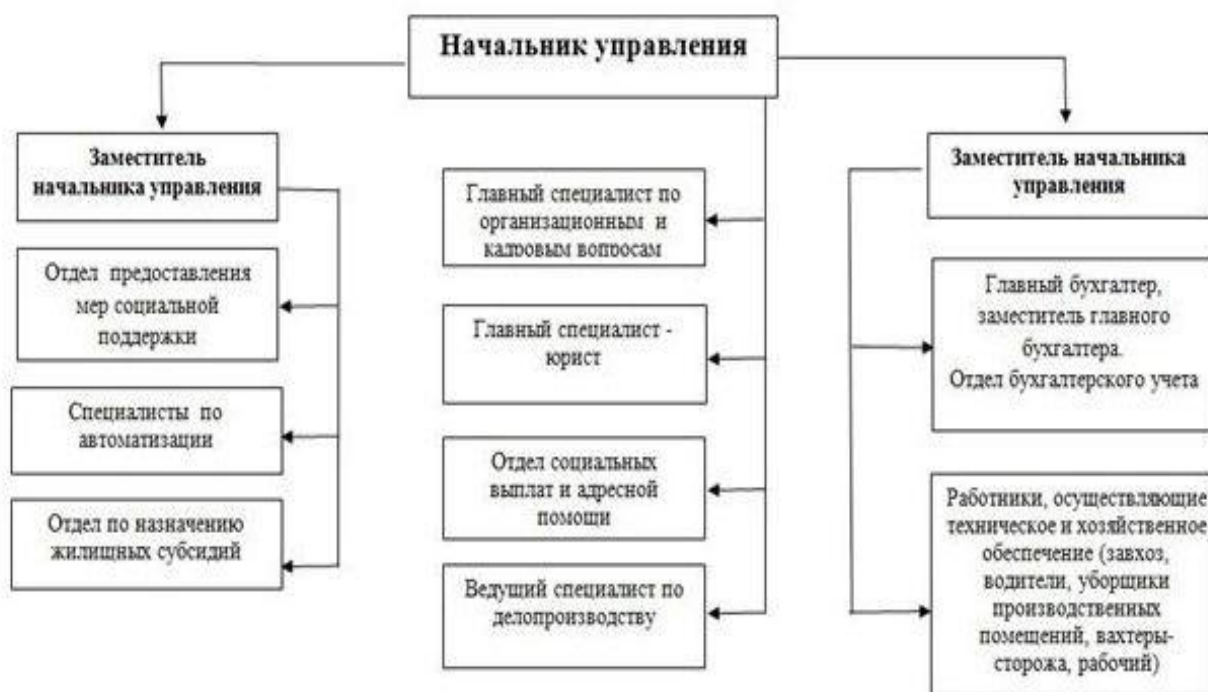 Начальник управления
Заместитель
начальника управления
Отдел предоставления
мер социальной
поддержки
Специалисты по
автоматизации
Отдел по назначению
жилищных субсидий
Главный специалист по
организационным и
кадровым вопросам
Главный специалист -
юрист
Отдел социальных
выплат и адресной
помощи
Ведущий специалист по
делопроизводству
Заместитель начальника
управления
Главный бухгалтер,
заместитель главного
бухгалтера.
Отдел бухгалтерского учета
Работники, осуществляющие
техническое и хозяйственное
обеспечение (завхоз,
водители, уборщики
производственных
помещений, вахтеры-
сторожа, рабочий)